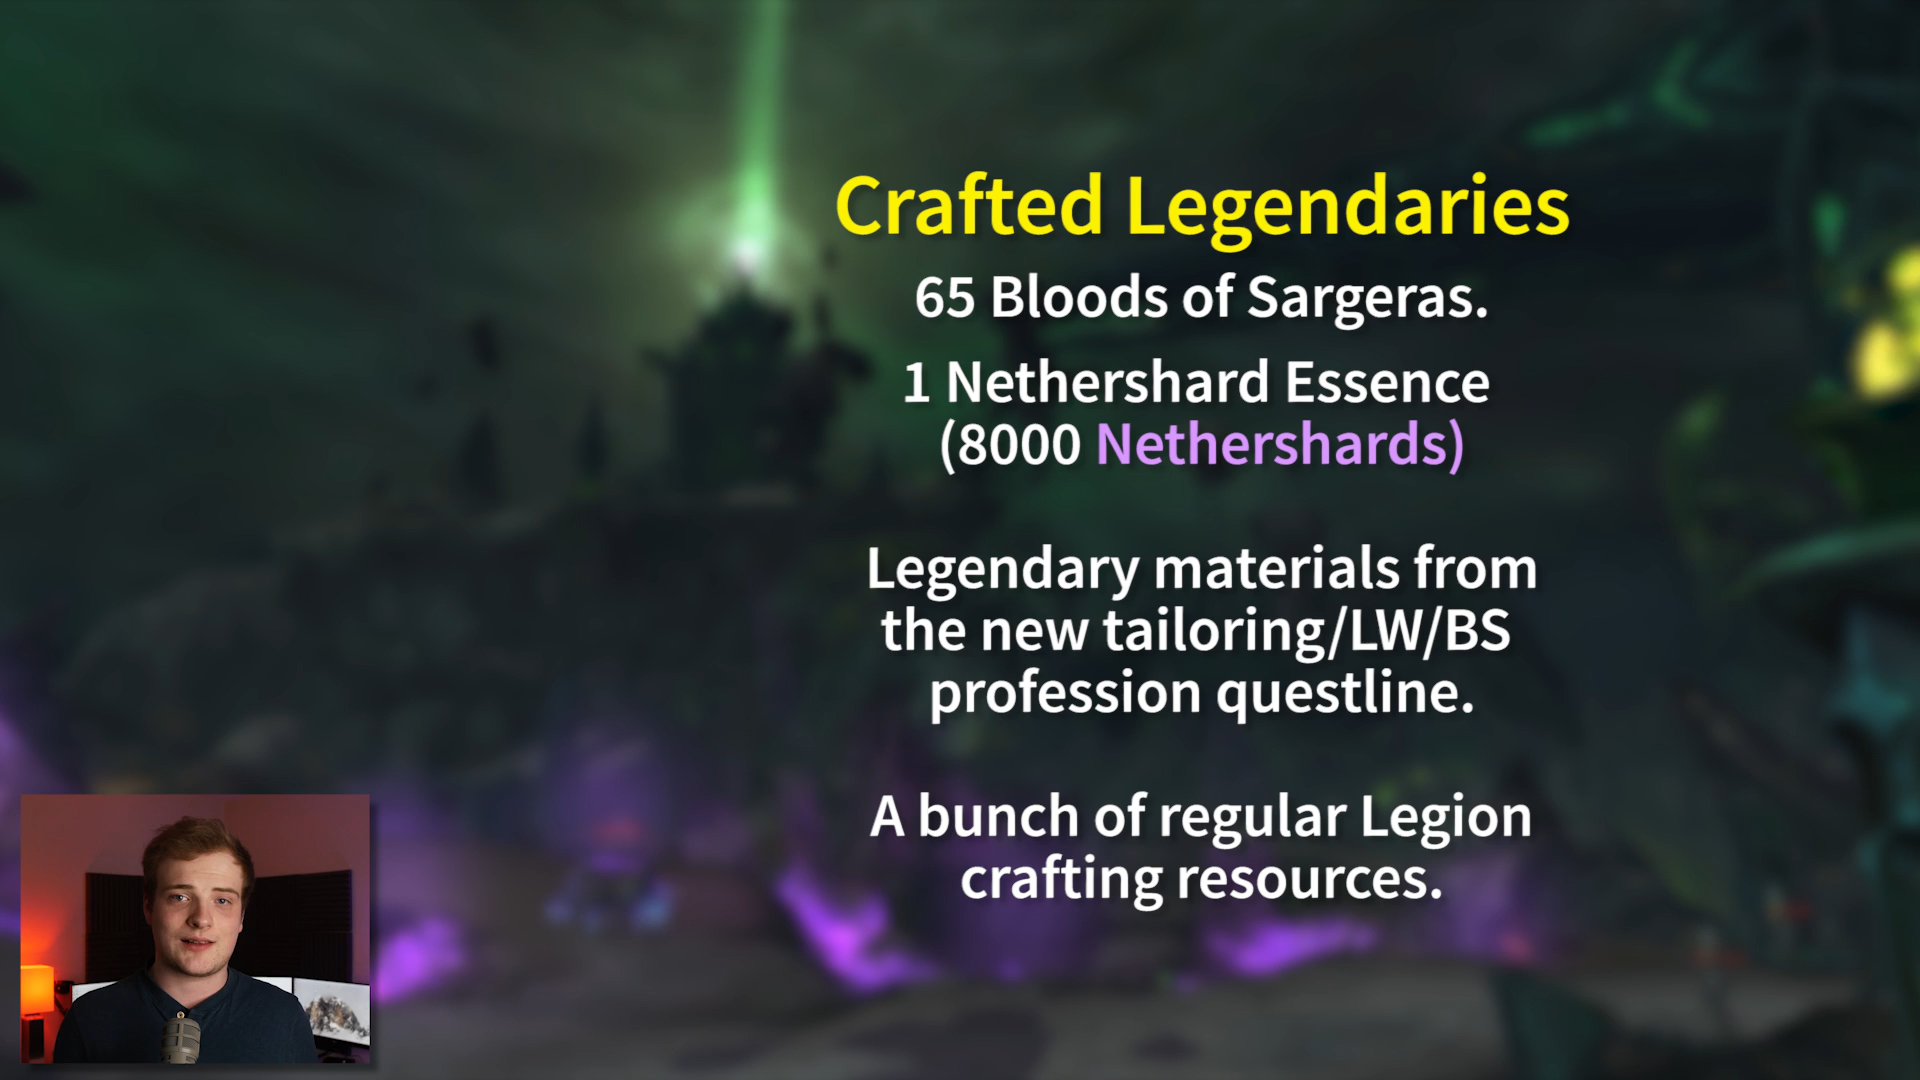 Crafted Legendaries
65 Bloods of Sargeras.
1 Nethershard Essence
(8000 Nethershards)
Legendary materials from
the new tailoring/LW/BS
profession questline.
A bunch of regular Legion
crafting resources.